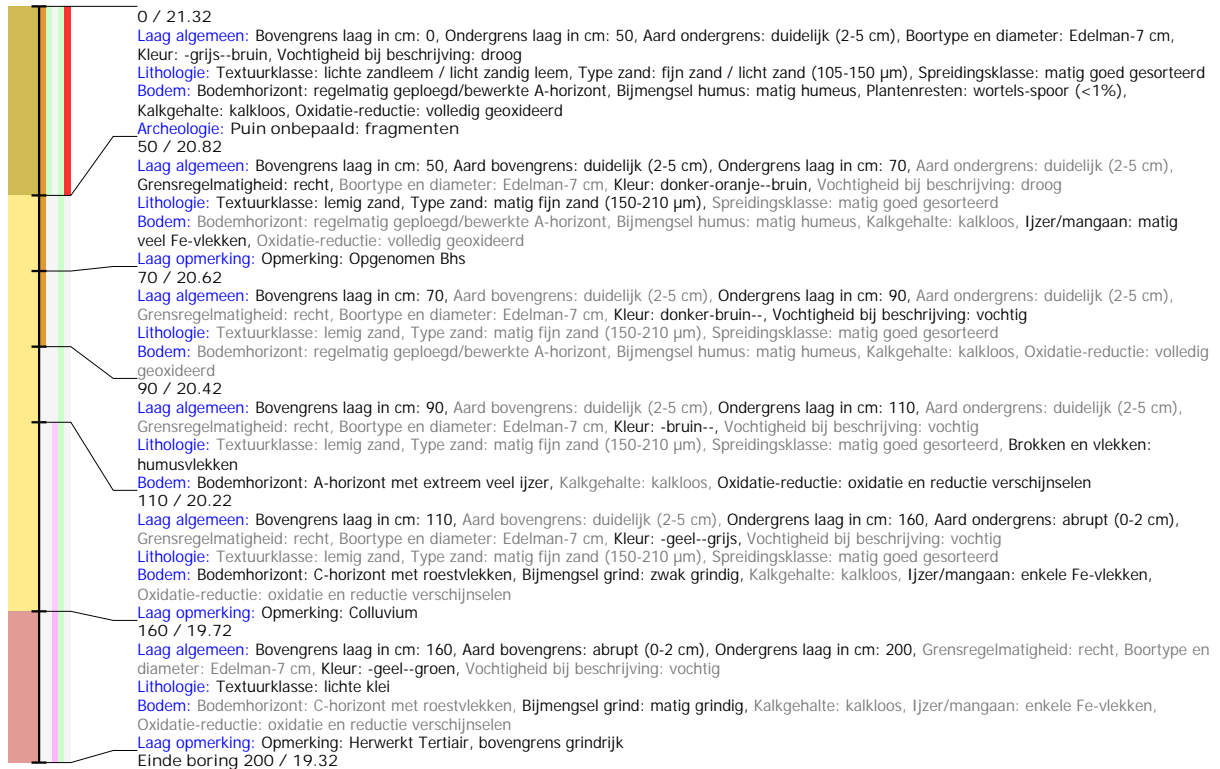 0 / 21.32
Laag algemeen: Bovengrens laag in cm: 0, Ondergrens laag in cm: 50, Aard ondergrens: duidelijk (2-5 cm), Boortype en diameter: Edelman-7 cm,
Kleur: -grijs--bruin, Vochtigheid bij beschrijving: droog
Lithologie: Textuurklasse: lichte zandleem / licht zandig leem, Type zand: fijn zand / licht zand (105-150 µm), Spreidingsklasse: matig goed gesorteerd
Bodem: Bodemhorizont: regelmatig geploegd/bewerkte A-horizont, Bijmengsel humus: matig humeus, Plantenresten: wortels-spoor (<1%),
Kalkgehalte: kalkloos, Oxidatie-reductie: volledig geoxideerd
Archeologie: Puin onbepaald: fragmenten
50 / 20.82
Laag algemeen: Bovengrens laag in cm: 50, Aard bovengrens: duidelijk (2-5 cm), Ondergrens laag in cm: 70, Aard ondergrens: duidelijk (2-5 cm),
Grensregelmatigheid: recht, Boortype en diameter: Edelman-7 cm, Kleur: donker-oranje--bruin, Vochtigheid bij beschrijving: droog
Lithologie: Textuurklasse: lemig zand, Type zand: matig fijn zand (150-210 µm), Spreidingsklasse: matig goed gesorteerd
Bodem: Bodemhorizont: regelmatig geploegd/bewerkte A-horizont, Bijmengsel humus: matig humeus, Kalkgehalte: kalkloos, Ijzer/mangaan: matig
veel Fe-vlekken, Oxidatie-reductie: volledig geoxideerd
Laag opmerking: Opmerking: Opgenomen Bhs
70 / 20.62
Laag algemeen: Bovengrens laag in cm: 70, Aard bovengrens: duidelijk (2-5 cm), Ondergrens laag in cm: 90, Aard ondergrens: duidelijk (2-5 cm),
Grensregelmatigheid: recht, Boortype en diameter: Edelman-7 cm, Kleur: donker-bruin--, Vochtigheid bij beschrijving: vochtig
Lithologie: Textuurklasse: lemig zand, Type zand: matig fijn zand (150-210 µm), Spreidingsklasse: matig goed gesorteerd
Bodem: Bodemhorizont: regelmatig geploegd/bewerkte A-horizont, Bijmengsel humus: matig humeus, Kalkgehalte: kalkloos, Oxidatie-reductie: volledig
geoxideerd
90 / 20.42
Laag algemeen: Bovengrens laag in cm: 90, Aard bovengrens: duidelijk (2-5 cm), Ondergrens laag in cm: 110, Aard ondergrens: duidelijk (2-5 cm),
Grensregelmatigheid: recht, Boortype en diameter: Edelman-7 cm, Kleur: -bruin--, Vochtigheid bij beschrijving: vochtig
Lithologie: Textuurklasse: lemig zand, Type zand: matig fijn zand (150-210 µm), Spreidingsklasse: matig goed gesorteerd, Brokken en vlekken:
humusvlekken
Bodem: Bodemhorizont: A-horizont met extreem veel ijzer, Kalkgehalte: kalkloos, Oxidatie-reductie: oxidatie en reductie verschijnselen
110 / 20.22
Laag algemeen: Bovengrens laag in cm: 110, Aard bovengrens: duidelijk (2-5 cm), Ondergrens laag in cm: 160, Aard ondergrens: abrupt (0-2 cm),
Grensregelmatigheid: recht, Boortype en diameter: Edelman-7 cm, Kleur: -geel--grijs, Vochtigheid bij beschrijving: vochtig
Lithologie: Textuurklasse: lemig zand, Type zand: matig fijn zand (150-210 µm), Spreidingsklasse: matig goed gesorteerd
Bodem: Bodemhorizont: C-horizont met roestvlekken, Bijmengsel grind: zwak grindig, Kalkgehalte: kalkloos, Ijzer/mangaan: enkele Fe-vlekken,
Oxidatie-reductie: oxidatie en reductie verschijnselen
Laag opmerking: Opmerking: Colluvium
160 / 19.72
Laag algemeen: Bovengrens laag in cm: 160, Aard bovengrens: abrupt (0-2 cm), Ondergrens laag in cm: 200, Grensregelmatigheid: recht, Boortype en
diameter: Edelman-7 cm, Kleur: -geel--groen, Vochtigheid bij beschrijving: vochtig
Lithologie: Textuurklasse: lichte klei
Bodem: Bodemhorizont: C-horizont met roestvlekken, Bijmengsel grind: matig grindig, Kalkgehalte: kalkloos, Ijzer/mangaan: enkele Fe-vlekken,
Oxidatie-reductie: oxidatie en reductie verschijnselen
Laag opmerking: Opmerking: Herwerkt Tertiair, bovengrens grindrijk
Einde boring 200 / 19.32